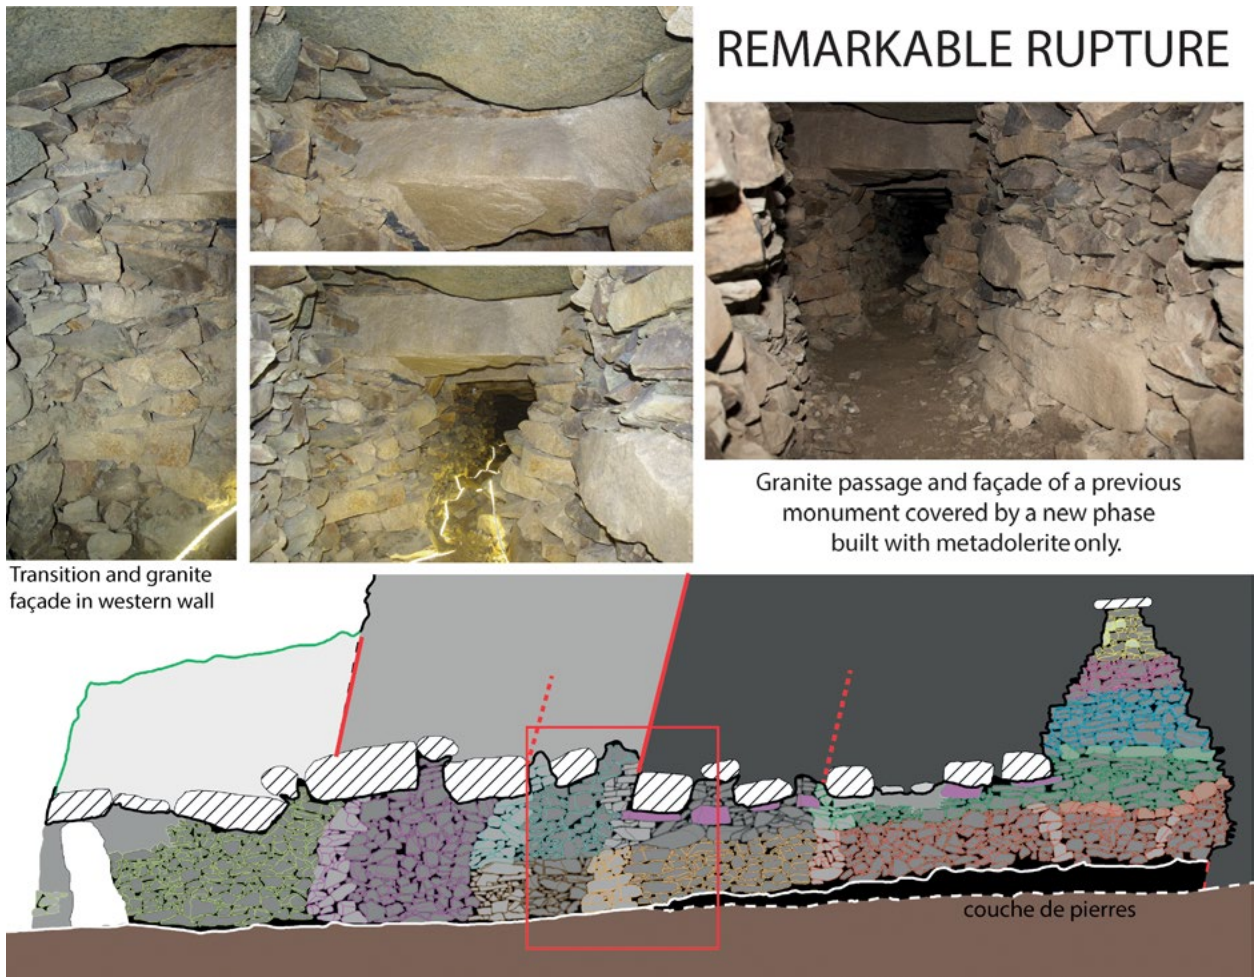 REMARKABLE RUPTURE
Granite passage and façade of a previous
monument covered by a new phase
built with metadolerite only.
Transition and granite
façade in western wall
couche de pierres